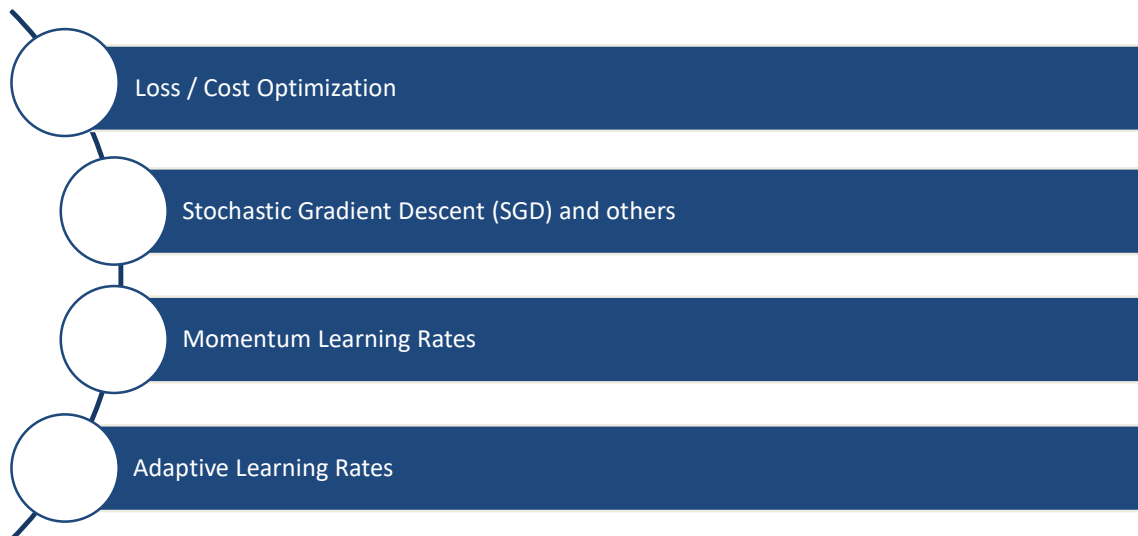 Loss / Cost Optimization
Stochastic Gradient Descent (SGD) and others
Momentum Learning Rates
Adaptive Learning Rates